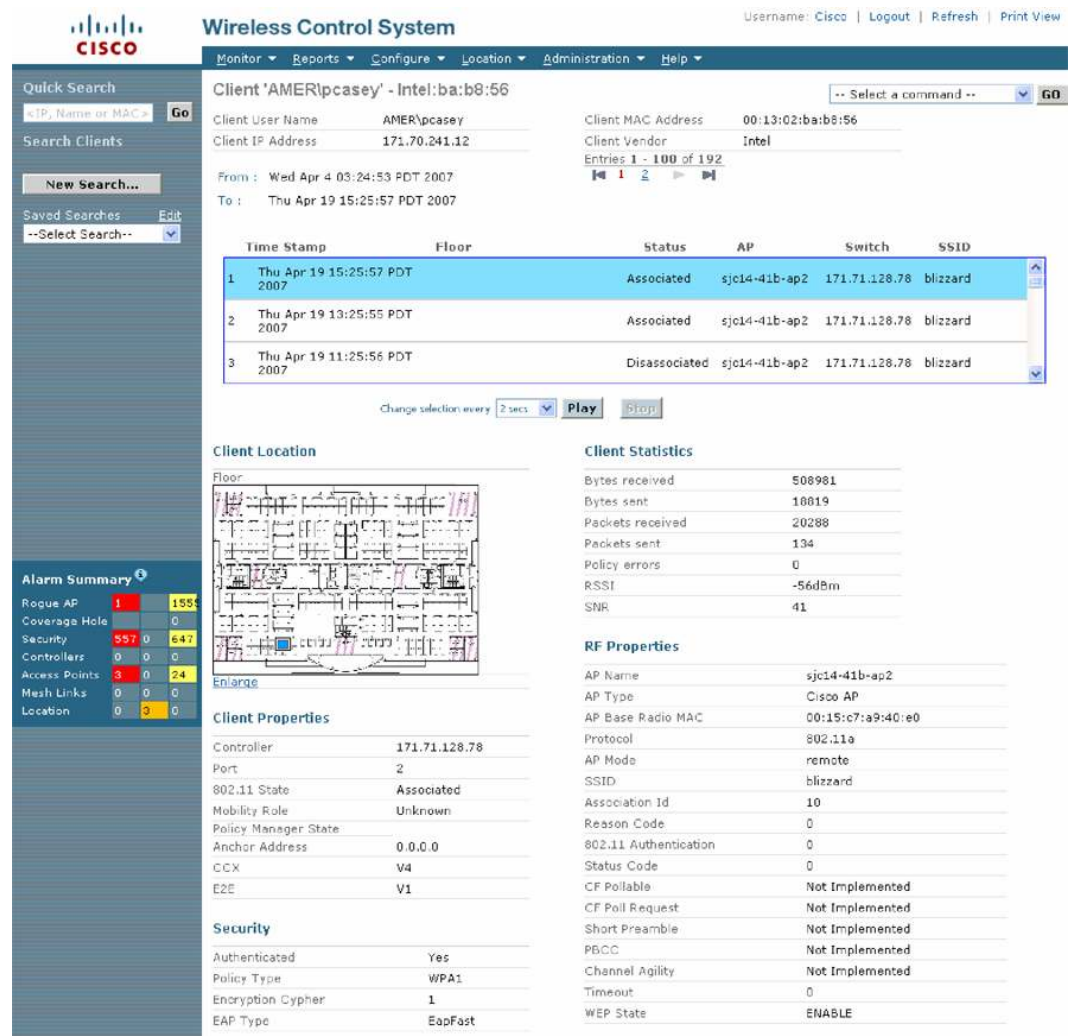 Username: Cisco | Logout | Refresh | Print View
CISCO
Wireless Control System
Monitor Reports Configure Location Administration Help
Quick Search
<IP, Name or MAC> Go
Search Clients
New Search...
Saved Searches Edit
--Select Search--
Client 'AMER\pcasey' - Intel:ba:b8:56
-- Select a command -- GO
Client User Name AMER\pcasey
Client IP Address 171.70.241.12
Client MAC Address 00:13:02:ba:b8:56
Client Vendor Intel
Entries 1 - 100 of 192
1 2
From : Wed Apr 4 03:24:53 PDT 2007
To : Thu Apr 19 15:25:57 PDT 2007
Time Stamp Floor Status AP Switch SSID
1 Thu Apr 19 15:25:57 PDT 2007 Associated sjc14-41b-ap2 171.71.128.78 blizzard
2 Thu Apr 19 13:25:55 PDT 2007 Associated sjc14-41b-ap2 171.71.128.78 blizzard
3 Thu Apr 19 11:25:56 PDT 2007 Disassociated sjc14-41b-ap2 171.71.128.78 blizzard
Change selection every 2 secs Play Stop
Alarm Summary
Rogue AP 1 1555
Coverage Hole 0
Security 557 0 647
Controllers 0 0 0
Access Points 3 0 24
Mesh Links 0 0 0
Location 0 3 0
Client Location
Floor
Enlarge
Client Properties
Controller 171.71.128.78
Port 2
802.11 State Associated
Mobility Role Unknown
Policy Manager State
Anchor Address 0.0.0.0
CCX V4
E2E V1
Security
Authenticated Yes
Policy Type WPA1
Encryption Cypher 1
EAP Type EapFast
Client Statistics
Bytes received 508981
Bytes sent 18819
Packets received 20288
Packets sent 134
Policy errors 0
RSSI -56dBm
SNR 41
RF Properties
AP Name sjc14-41b-ap2
AP Type Cisco AP
AP Base Radio MAC 00:15:c7:a9:40:e0
Protocol 802.11a
AP Mode remote
SSID blizzard
Association Id 10
Reason Code 0
802.11 Authentication 0
Status Code 0
CF Pollable Not Implemented
CF Poll Request Not Implemented
Short Preamble Not Implemented
PBCC Not Implemented
Channel Agility Not Implemented
Timeout 0
WEP State ENABLE